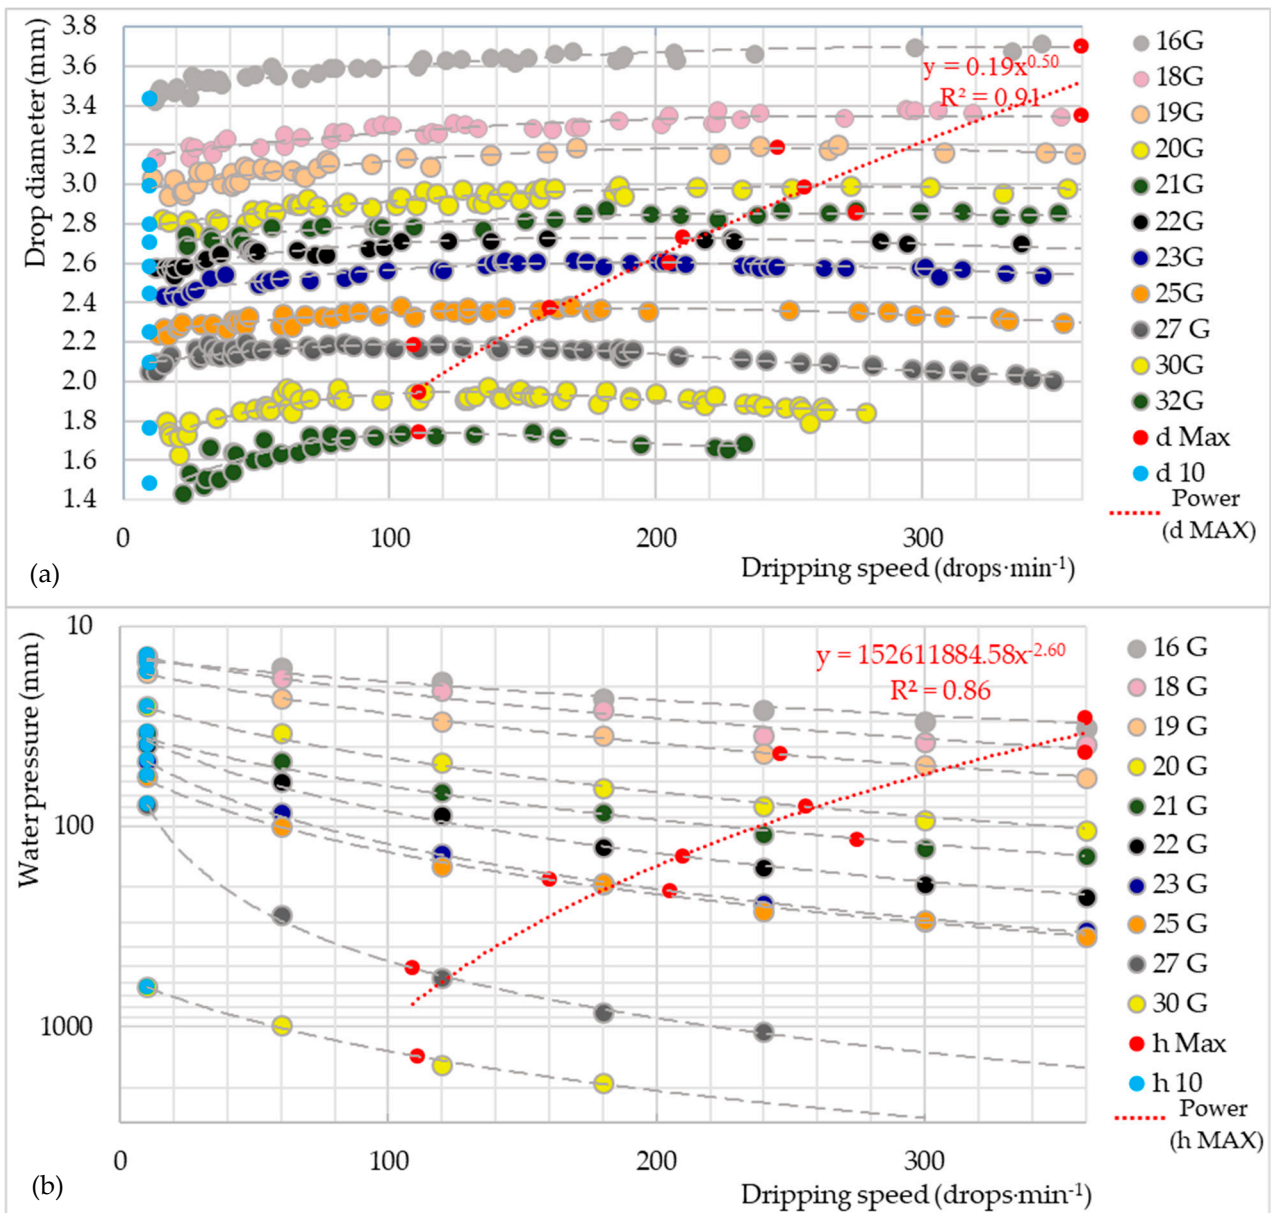 (a)
Drop diameter (mm)
3.8
3.6
3.4
3.2
3.0
2.8
2.6
2.4
2.2
2.0
1.8
1.6
1.4
0
100
200
300
Dripping speed (drops·min-1)
y = 0.19x0.50
R² = 0.91
16G
18G
19G
20G
21G
22G
23G
25G
27 G
30G
32G
d Max
d 10
Power
(d MAX)
(b)
Waterpressure (mm)
10
100
1000
0
100
200
300
Dripping speed (drops·min-1)
y = 152611884.58x-2.60
R² = 0.86
16 G
18 G
19 G
20 G
21 G
22 G
23 G
25 G
27 G
30 G
h Max
h 10
Power
(h MAX)